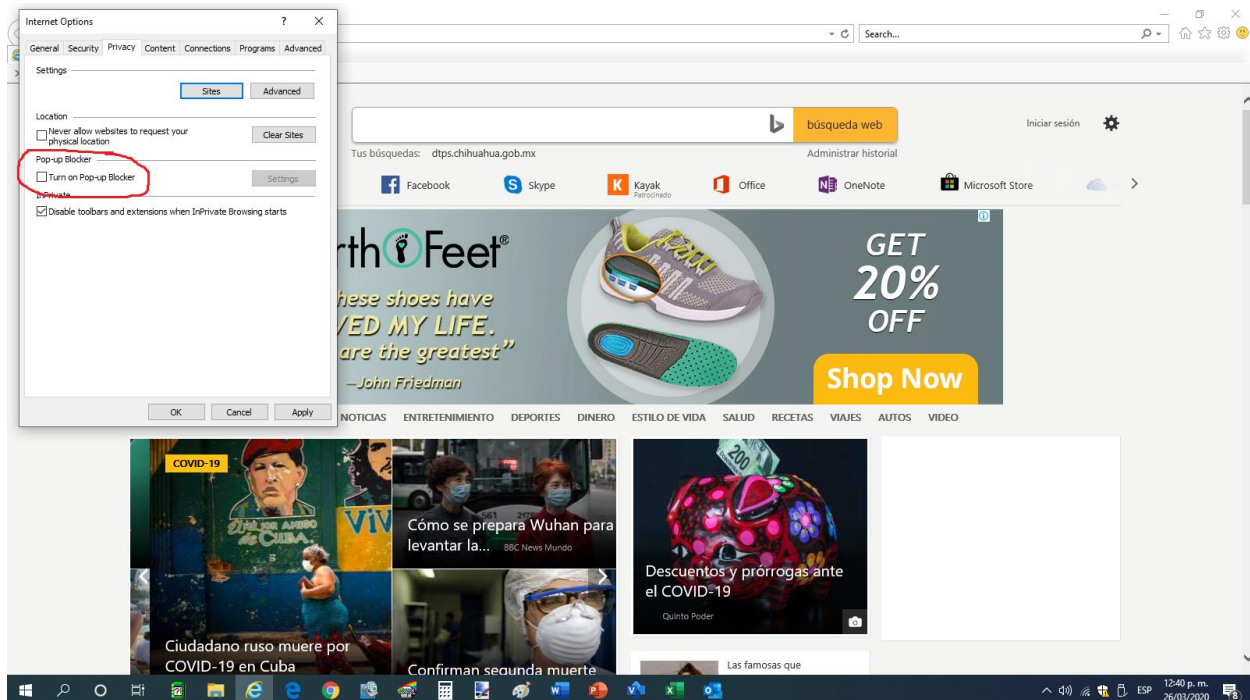 Internet Options
? X
General Security Privacy Content Connections Programs Advanced
Settings
Sites Advanced
Location
Never allow websites to request your
physical location
Clear Sites
Pop-up Blocker
Turn on Pop-up Blocker
Settings
InPrivate
Disable toolbars and extensions when InPrivate Browsing starts
OK Cancel Apply
Search...
búsqueda web
Iniciar sesión
Tus búsquedas: dtps.chihuahua.gob.mx
Administrar historial
Facebook Skype Kayak Office OneNote Microsoft Store
Patrocinado
rth Feet®
hese shoes have
VED MY LIFE.
are the greatest”
—John Friedman
GET
20%
OFF
Shop Now
NOTICIAS ENTRETENIMIENTO DEPORTES DINERO ESTILO DE VIDA SALUD RECETAS VIAJES AUTOS VIDEO
COVID-19
VIV
Ciudadano ruso muere por
COVID-19 en Cuba
Cómo se prepara Wuhan para
levantar la... BBC News Mundo
Confirman segunda muerte
200
Descuentos y prórrogas ante
el COVID-19
Quinto Poder
Las famosas que
ESP
12:40 p. m.
26/03/2020